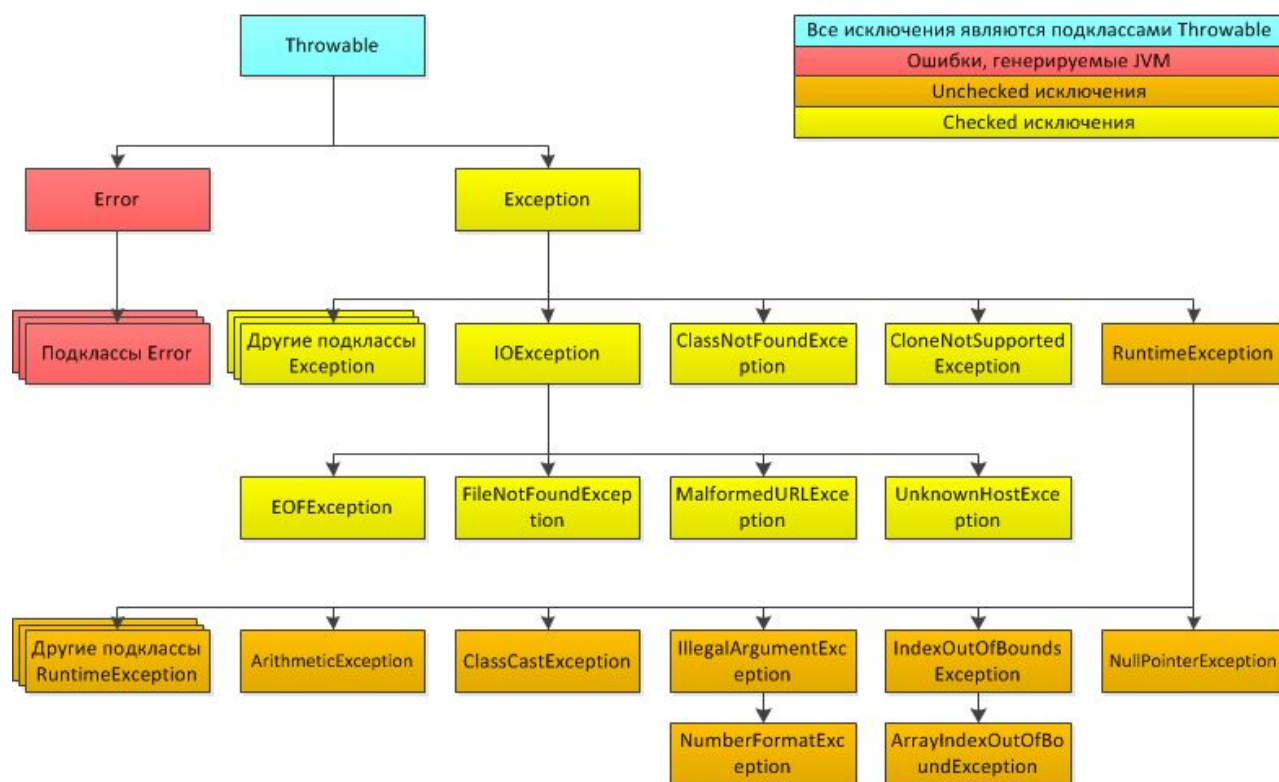 Throwable
Все исключения являются подклассами Throwable
Ошибки, генерируемые JVM
Unchecked исключения
Checked исключения
Error
Exception
Подклассы Error
Другие подклассы
Exception
IOException
ClassNotFoundExce
ption
CloneNotSupported
Exception
RuntimeException
EOFException
FileNotFoundExcep
tion
MalformedURLExce
ption
UnknownHostExce
ption
Другие подклассы
RuntimeException
ArithmeticException
ClassCastException
IllegalArgumentExc
eption
IndexOutOfBounds
Exception
NullPointerException
NumberFormatExc
eption
ArrayIndexOutOfBo
undException